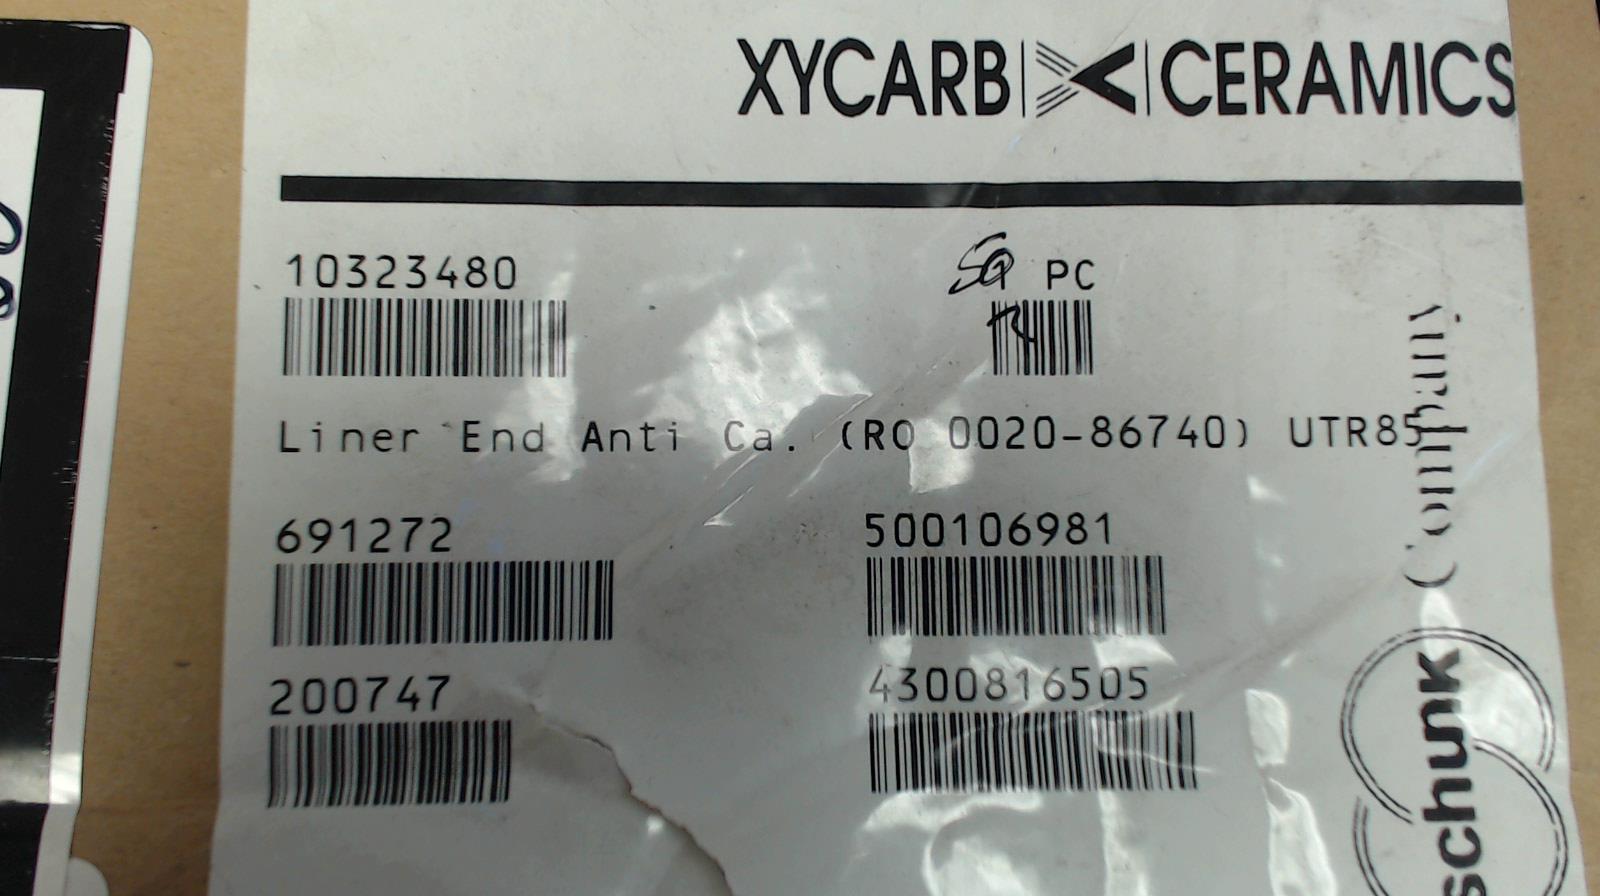 XYCARB CERAMICS
10323480
PC
Liner End Anti Ca. (RO 0020-86740) UTR85
691272 500106981
200747 4300816505
Company
schunk